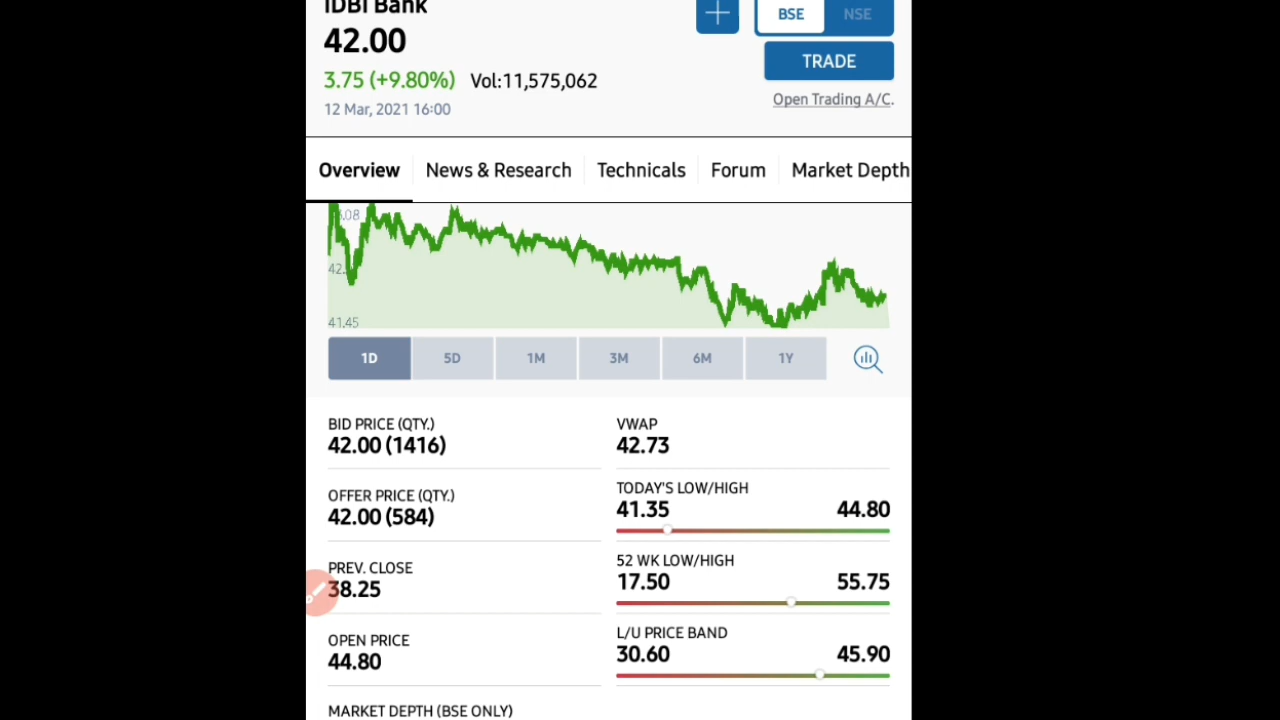 IDBI Bank
BSE NSE
42.00
TRADE
3.75 (+9.80%) Vol:11,575,062
12 Mar, 2021 16:00
Open Trading A/C.
Overview News & Research Technicals Forum Market Depth
41.45
1D 5D 1M 3M 6M 1Y
BID PRICE (QTY.)
42.00 (1416)
VWAP
42.73
OFFER PRICE (QTY.)
42.00 (584)
TODAY'S LOW/HIGH
41.35 44.80
PREV. CLOSE
38.25
52 WK LOW/HIGH
17.50 55.75
OPEN PRICE
44.80
L/U PRICE BAND
30.60 45.90
MARKET DEPTH (BSE ONLY)